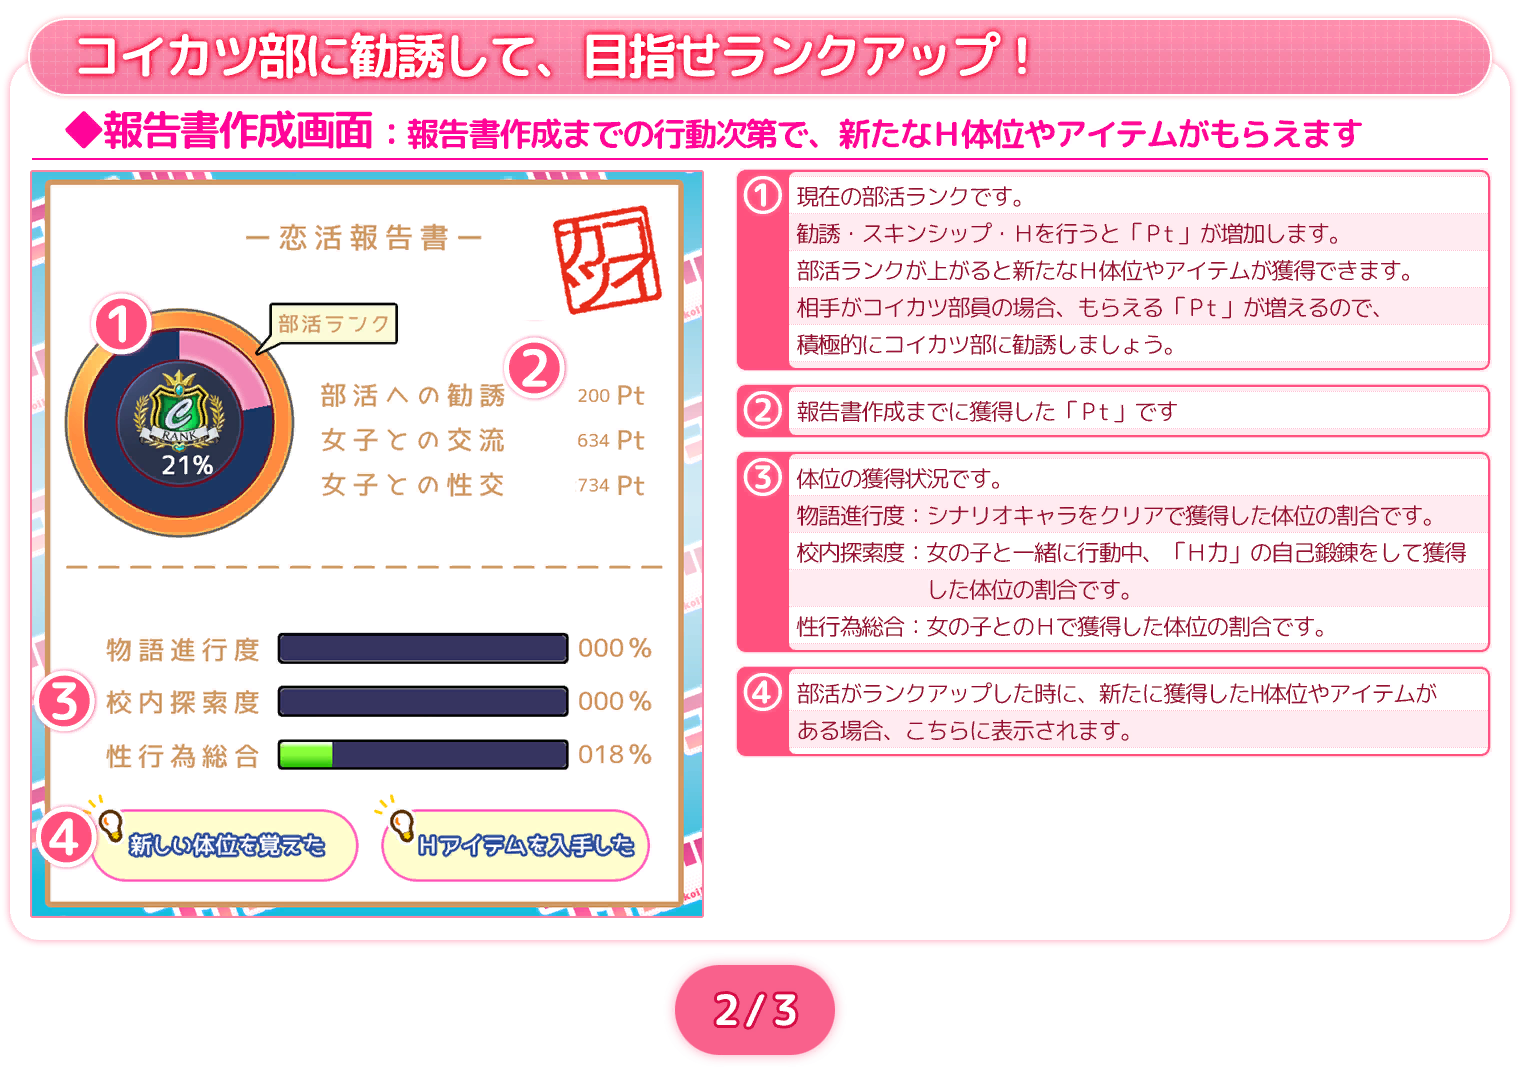 コイカツ部に勧誘して、目指せランクアップ！
◆報告書作成画面：報告書作成までの行動次第で、新たなＨ体位やアイテムがもらえます
ー恋活報告書ー
コイカツ
①
部活ランク
C
RANK
21%
②
部活への勧誘 200 Pt
女子との交流 634 Pt
女子との性交 734 Pt
物語進行度 000%
③
校内探索度 000%
性行為総合 018%
④
新しい体位を覚えた
Hアイテムを入手した
①
現在の部活ランクです。
勧誘・スキンシップ・Ｈを行うと「Ｐｔ」が増加します。
部活ランクが上がると新たなＨ体位やアイテムが獲得できます。
相手がコイカツ部員の場合、もらえる「Ｐｔ」が増えるので、
積極的にコイカツ部に勧誘しましょう。
②
報告書作成までに獲得した「Ｐｔ」です
③
体位の獲得状況です。
物語進行度：シナリオキャラをクリアで獲得した体位の割合です。
校内探索度：女の子と一緒に行動中、「Ｈ力」の自己鍛錬をして獲得
した体位の割合です。
性行為総合：女の子とのＨで獲得した体位の割合です。
④
部活がランクアップした時に、新たに獲得したH体位やアイテムが
ある場合、こちらに表示されます。
2/3